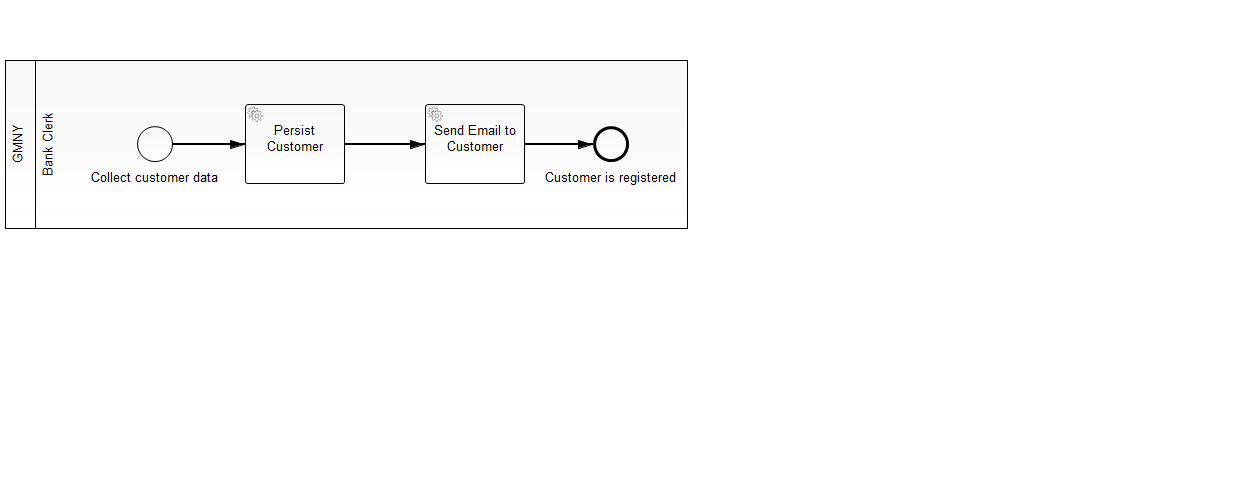 GMNY
Bank Clerk
Collect customer data
Persist
Customer
Send Email to
Customer
Customer is registered